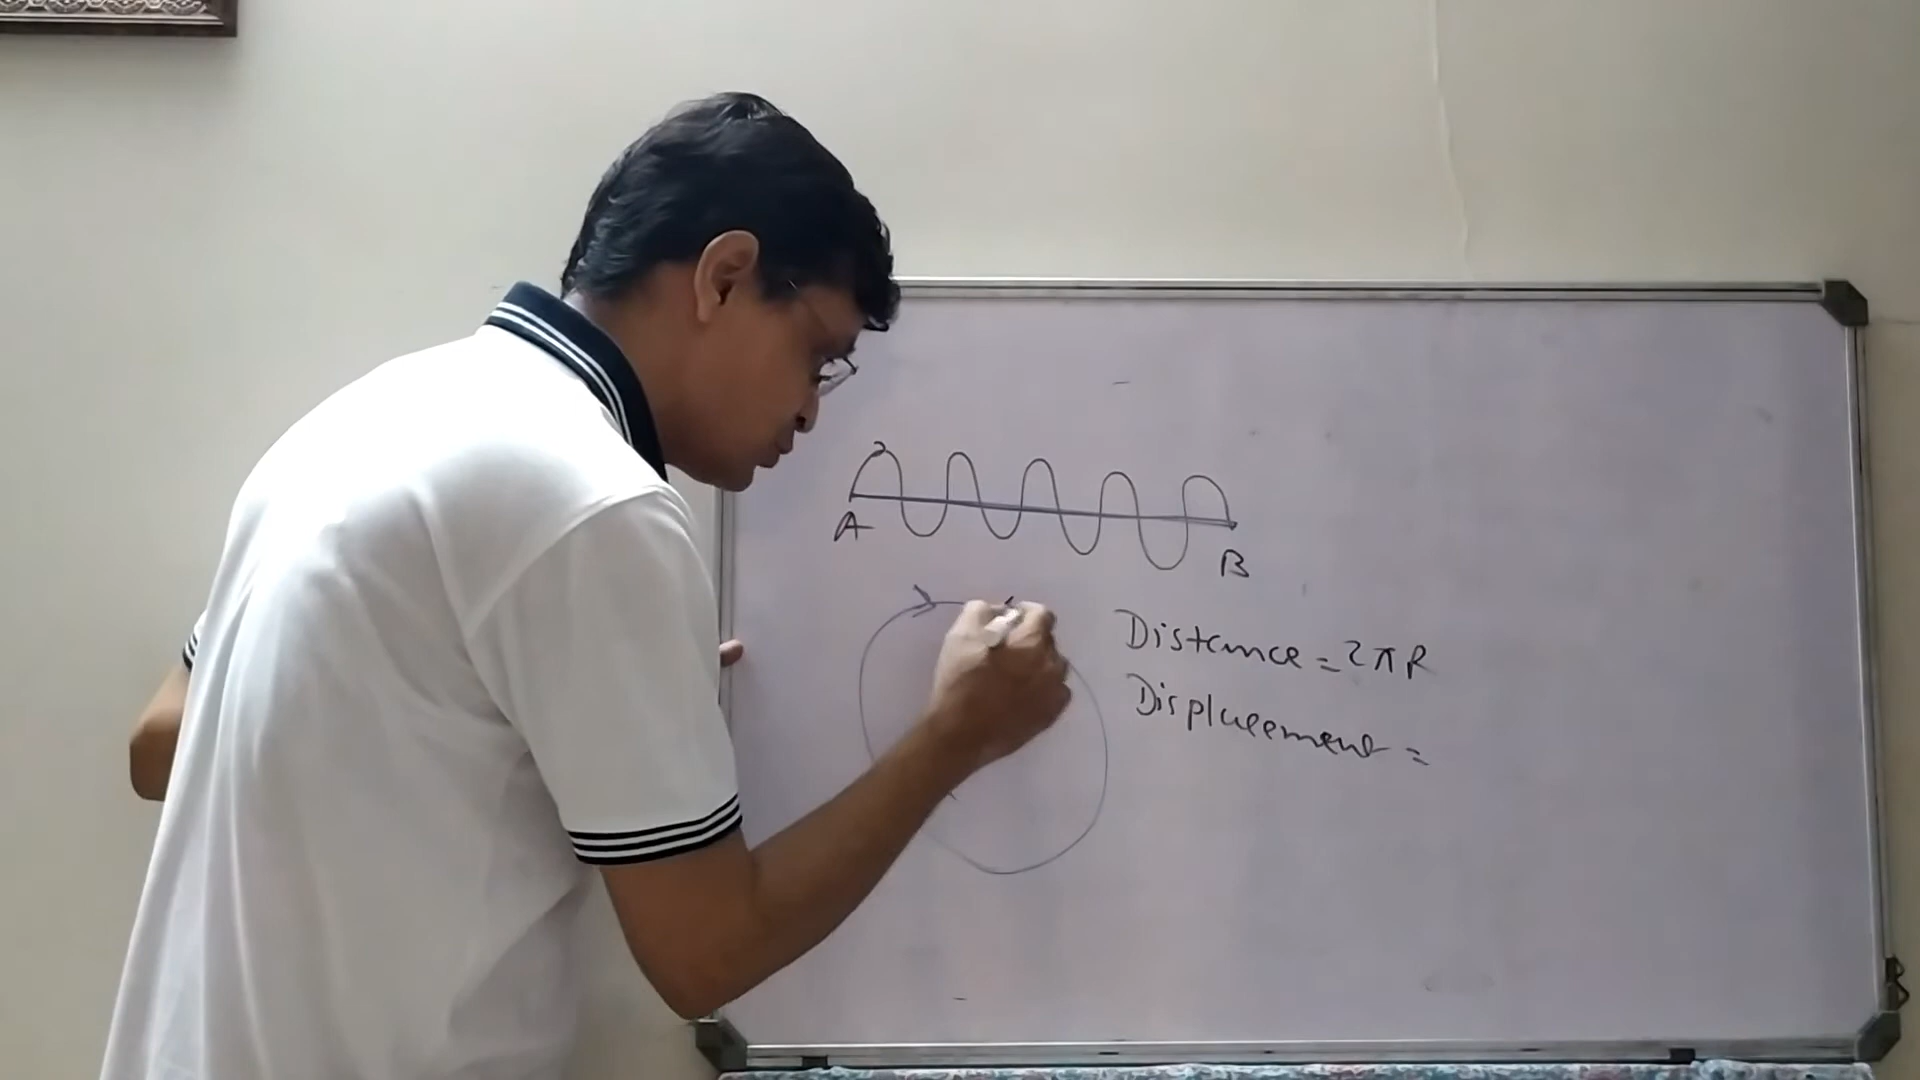 A
B
Distance = 2πR
Displacement =